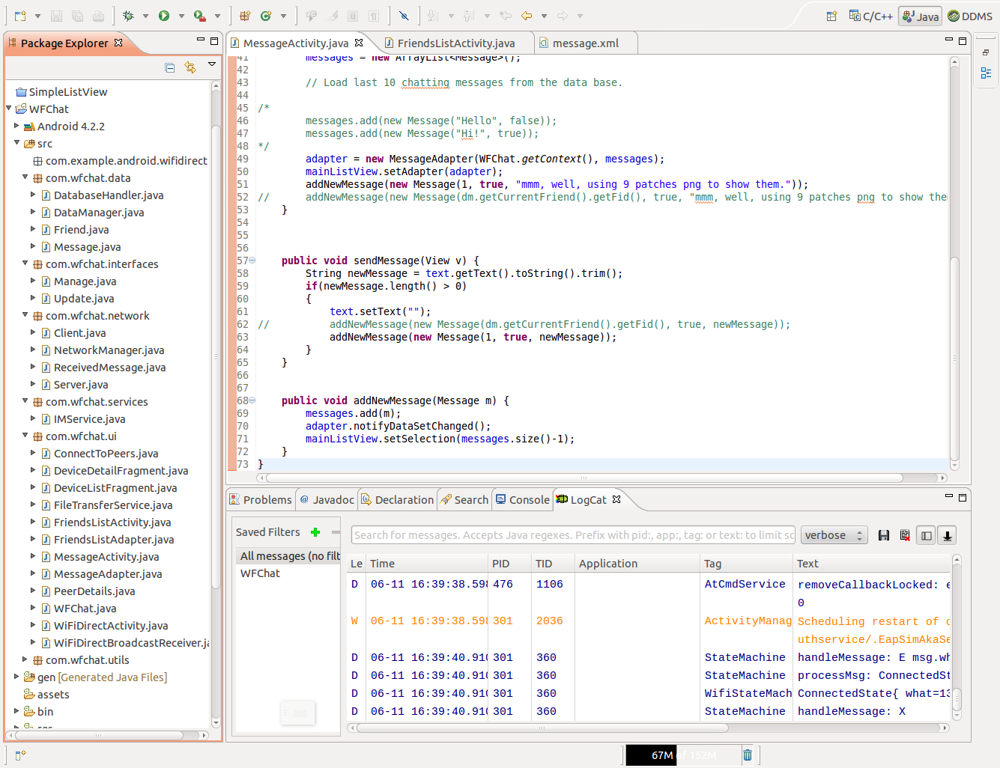 C/C++
Java
DDMS
Package Explorer
SimpleListView
WFChat
Android 4.2.2
src
com.example.android.wifidirect
com.wfchat.data
DatabaseHandler.java
DataManager.java
Friend.java
Message.java
com.wfchat.interfaces
Manage.java
Update.java
com.wfchat.network
Client.java
NetworkManager.java
ReceivedMessage.java
Server.java
com.wfchat.services
IMService.java
com.wfchat.ui
ConnectToPeers.java
DeviceDetailFragment.java
DeviceListFragment.java
FileTransferService.java
FriendsListActivity.java
FriendsListAdapter.java
MessageActivity.java
MessageAdapter.java
PeerDetails.java
WFChat.java
WiFiDirectActivity.java
WiFiDirectBroadcastReceiver.ja
com.wfchat.utils
gen [Generated Java Files]
assets
bin
res
MessageActivity.java
FriendsListActivity.java
message.xml
41 messages = new ArrayList<Message>();
42
43 // Load last 10 chatting messages from the data base.
44
45 /*
46 messages.add(new Message("Hello", false));
47 messages.add(new Message("Hi!", true));
48 */
49 adapter = new MessageAdapter(WFChat.getContext(), messages);
50 mainListView.setAdapter(adapter);
51 addNewMessage(new Message(1, true, "mmm, well, using 9 patches png to show them."));
52 // addNewMessage(new Message(dm.getCurrentFriend().getFid(), true, "mmm, well, using 9 patches png to show the
53 }
54
55
56
57 public void sendMessage(View v) {
58 String newMessage = text.getText().toString().trim();
59 if(newMessage.length() > 0)
60 {
61 text.setText("");
62 // addNewMessage(new Message(dm.getCurrentFriend().getFid(), true, newMessage));
63 addNewMessage(new Message(1, true, newMessage));
64 }
65 }
66
67
68 public void addNewMessage(Message m) {
69 messages.add(m);
70 adapter.notifyDataSetChanged();
71 mainListView.setSelection(messages.size()-1);
72 }
73 }
Problems
@ Javadoc
Declaration
Search
Console
LogCat
Saved Filters
All messages (no filt
WFChat
Search for messages. Accepts Java regexes. Prefix with pid:, app:, tag: or text: to limit sc
verbose
Le Time PID TID Application Tag Text
D 06-11 16:39:38.598 476 1106 AtCmdService removeCallbackLocked: e
0
W 06-11 16:39:38.598 301 2036 ActivityManag Scheduling restart of c
uthservice/.EapSimAkaSe
D 06-11 16:39:40.910 301 360 StateMachine handleMessage: E msg.wh
D 06-11 16:39:40.910 301 360 StateMachine processMsg: ConnectedSt
D 06-11 16:39:40.910 301 360 WifiStateMach ConnectedState{ what=13
D 06-11 16:39:40.910 301 360 StateMachine handleMessage: X
67M of 152M